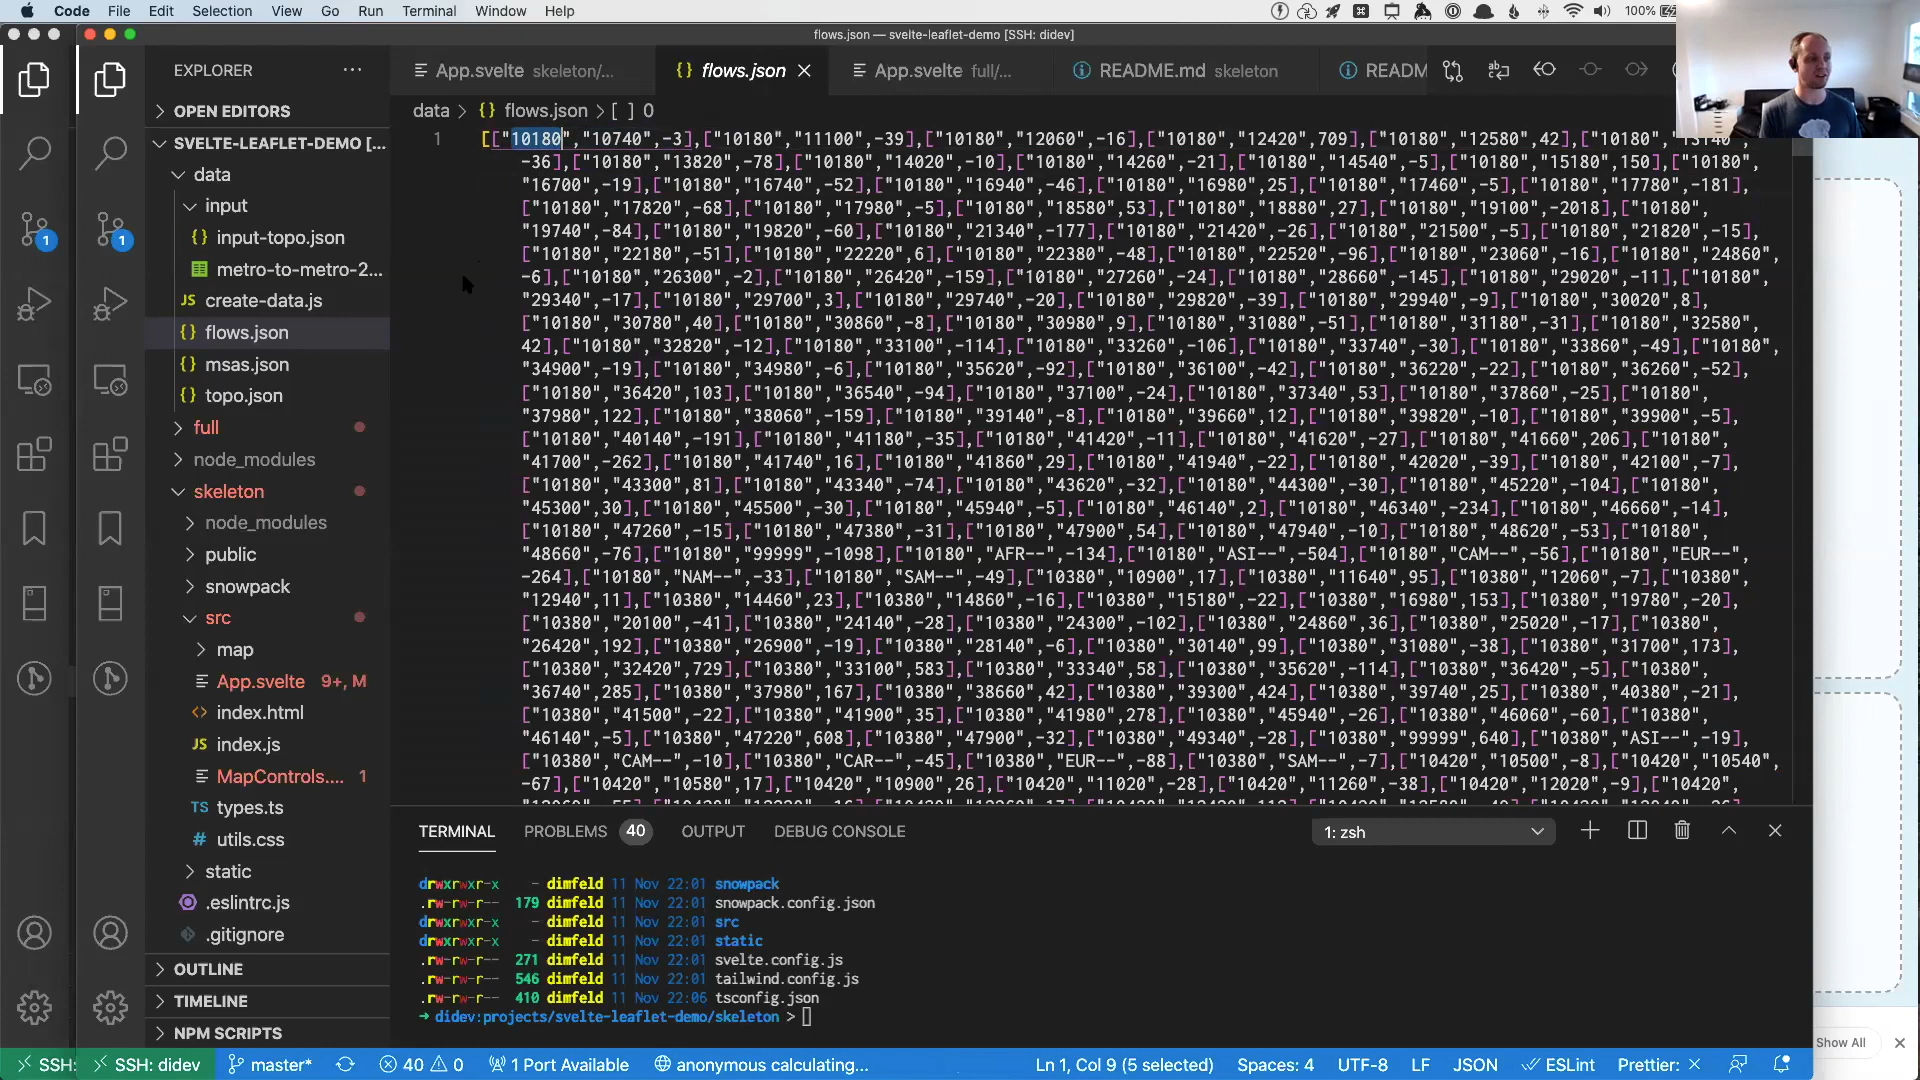 Code File Edit Selection View Go Run Terminal Window Help 100%
flows.json — svelte-leaflet-demo [SSH: didev]
EXPLORER
App.svelte skeleton/...
flows.json
App.svelte full/...
README.md skeleton
READM
OPEN EDITORS
data > {} flows.json > [ ] 0
SVELTE-LEAFLET-DEMO [...
data
input
input-topo.json
metro-to-metro-2...
JS create-data.js
{} flows.json
{} msas.json
{} topo.json
full
node_modules
skeleton
node_modules
public
snowpack
src
map
App.svelte 9+, M
index.html
JS index.js
MapControls.... 1
TS types.ts
# utils.css
static
.eslintrc.js
.gitignore
OUTLINE
TIMELINE
NPM SCRIPTS
1
[["10180","10740",-3],["10180","11100",-39],["10180","12060",-16],["10180","12420",709],["10180","12580",42],["10180","13140",
-36],["10180","13820",-78],["10180","14020",-10],["10180","14260",-21],["10180","14540",-5],["10180","15180",150],["10180",
"16700",-19],["10180","16740",-52],["10180","16940",-46],["10180","16980",25],["10180","17460",-5],["10180","17780",-181],
["10180","17820",-68],["10180","17980",-5],["10180","18580",53],["10180","18880",27],["10180","19100",-2018],["10180",
"19740",-84],["10180","19820",-60],["10180","21340",-177],["10180","21420",-26],["10180","21500",-5],["10180","21820",-15],
["10180","22180",-51],["10180","22220",6],["10180","22380",-48],["10180","22520",-96],["10180","23060",-16],["10180","24860",
-6],["10180","26300",-2],["10180","26420",-159],["10180","27260",-24],["10180","28660",-145],["10180","29020",-11],["10180",
"29340",-17],["10180","29700",3],["10180","29740",-20],["10180","29820",-39],["10180","29940",-9],["10180","30020",8],
["10180","30780",40],["10180","30860",-8],["10180","30980",9],["10180","31080",-51],["10180","31180",-31],["10180","32580",
42],["10180","32820",-12],["10180","33100",-114],["10180","33260",-106],["10180","33740",-30],["10180","33860",-49],["10180",
"34900",-19],["10180","34980",-6],["10180","35620",-92],["10180","36100",-42],["10180","36220",-22],["10180","36260",-52],
["10180","36420",103],["10180","36540",-94],["10180","37100",-24],["10180","37340",53],["10180","37860",-25],["10180",
"37980",122],["10180","38060",-159],["10180","39140",-8],["10180","39660",12],["10180","39820",-10],["10180","39900",-5],
["10180","40140",-191],["10180","41180",-35],["10180","41420",-11],["10180","41620",-27],["10180","41660",206],["10180",
"41700",-262],["10180","41740",16],["10180","41860",29],["10180","41940",-22],["10180","42020",-39],["10180","42100",-7],
["10180","43300",81],["10180","43340",-74],["10180","43620",-32],["10180","44300",-30],["10180","45220",-104],["10180",
"45300",30],["10180","45500",-30],["10180","45940",-5],["10180","46140",2],["10180","46340",-234],["10180","46660",-14],
["10180","47260",-15],["10180","47380",-31],["10180","47900",54],["10180","47940",-10],["10180","48620",-53],["10180",
"48660",-76],["10180","99999",-1098],["10180","AFR--",-134],["10180","ASI--",-504],["10180","CAM--",-56],["10180","EUR--",
-264],["10180","NAM--",-33],["10180","SAM--",-49],["10380","10900",17],["10380","11640",95],["10380","12060",-7],["10380",
"12940",11],["10380","14460",23],["10380","14860",-16],["10380","15180",-22],["10380","16980",153],["10380","19780",-20],
["10380","20100",-41],["10380","24140",-28],["10380","24300",-102],["10380","24860",36],["10380","25020",-17],["10380",
"26420",192],["10380","26900",-19],["10380","28140",-6],["10380","30140",99],["10380","31080",-38],["10380","31700",173],
["10380","32420",729],["10380","33100",583],["10380","33340",58],["10380","35620",-114],["10380","36420",-5],["10380",
"36740",285],["10380","37980",167],["10380","38660",42],["10380","39300",424],["10380","39740",25],["10380","40380",-21],
["10380","41500",-22],["10380","41900",35],["10380","41980",278],["10380","45940",-26],["10380","46060",-60],["10380",
"46140",-5],["10380","47220",608],["10380","47900",-32],["10380","49340",-28],["10380","99999",640],["10380","ASI--",-19],
["10380","CAM--",-10],["10380","CAR--",-45],["10380","EUR--",-88],["10380","SAM--",-7],["10420","10500",-8],["10420","10540",
-67],["10420","10580",17],["10420","10900",26],["10420","11020",-28],["10420","11260",-38],["10420","12020",-9],["10420",
TERMINAL PROBLEMS 40 OUTPUT DEBUG CONSOLE 1: zsh
drwxrwxr-x - dimfeld 11 Nov 22:01 snowpack
.rw-rw-r-- 179 dimfeld 11 Nov 22:01 snowpack.config.json
drwxrwxr-x - dimfeld 11 Nov 22:01 src
drwxrwxr-x - dimfeld 11 Nov 22:01 static
.rw-rw-r-- 271 dimfeld 11 Nov 22:01 svelte.config.js
.rw-rw-r-- 546 dimfeld 11 Nov 22:01 tailwind.config.js
.rw-rw-r-- 410 dimfeld 11 Nov 22:06 tsconfig.json
→ didev:projects/svelte-leaflet-demo/skeleton >
Show All
SSH: SSH: didev master* 40 0 1 Port Available anonymous calculating... Ln 1, Col 9 (5 selected) Spaces: 4 UTF-8 LF JSON ESLint Prettier: ×